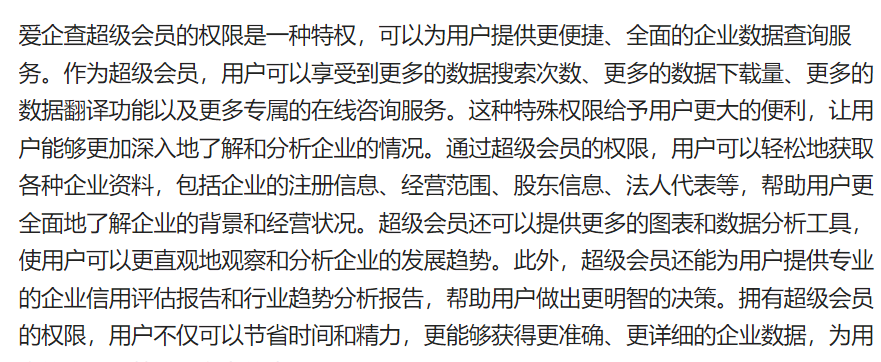 爱企查超级会员的权限是一种特权，可以为用户提供更便捷、全面的企业数据查询服
务。作为超级会员，用户可以享受到更多的数据搜索次数、更多的数据下载量、更多的
数据翻译功能以及更多专属的在线咨询服务。这种特殊权限给予用户更大的便利，让用
户能够更加深入地了解和分析企业的情况。通过超级会员的权限，用户可以轻松地获取
各种企业资料，包括企业的注册信息、经营范围、股东信息、法人代表等，帮助用户更
全面地了解企业的背景和经营状况。超级会员还可以提供更多的图表和数据分析工具，
使用户可以更直观地观察和分析企业的发展趋势。此外，超级会员还能为用户提供专业
的企业信用评估报告和行业趋势分析报告，帮助用户做出更明智的决策。拥有超级会员
的权限，用户不仅可以节省时间和精力，更能够获得更准确、更详细的企业数据，为用